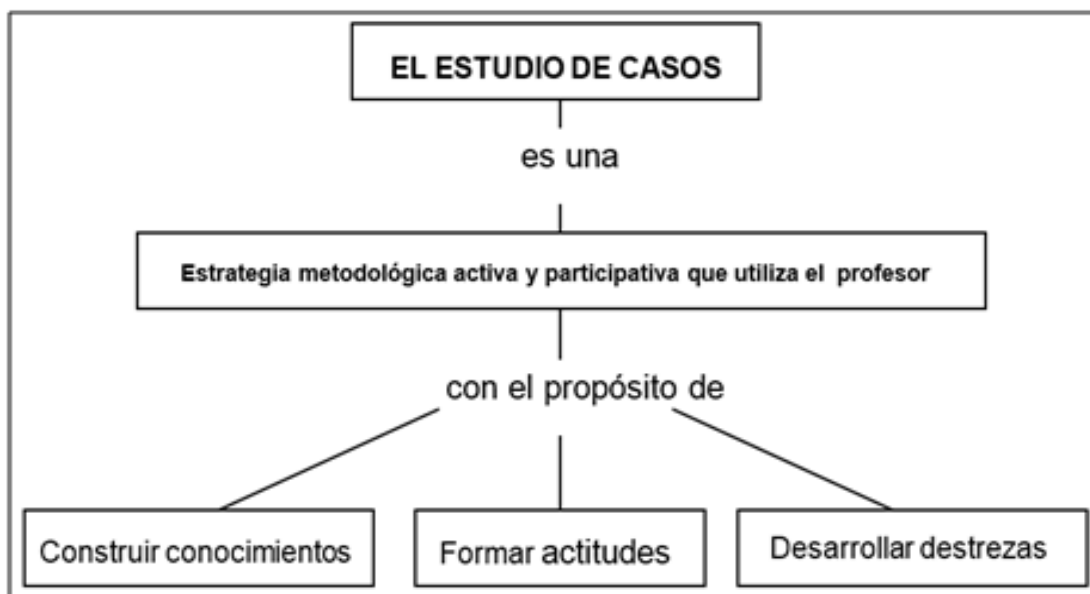 EL ESTUDIO DE CASOS
es una
Estrategia metodológica activa y participativa que utiliza el profesor
con el propósito de
Construir conocimientos
Formar actitudes
Desarrollar destrezas